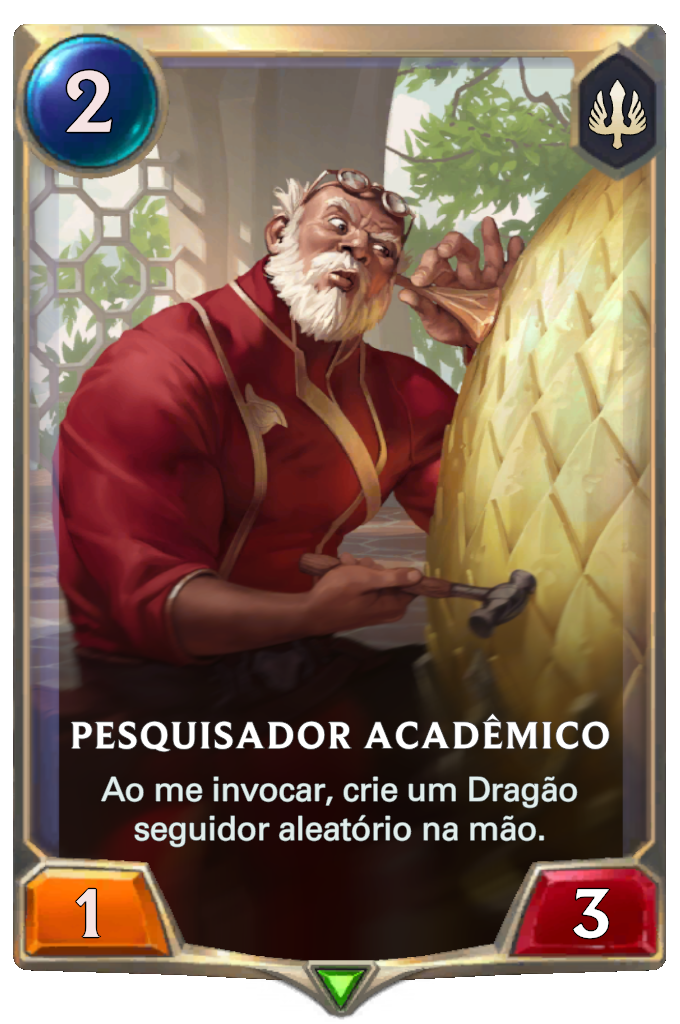 2
PESQUISADOR ACADÊMICO
Ao me invocar, crie um Dragão
seguidor aleatório na mão.
1
3